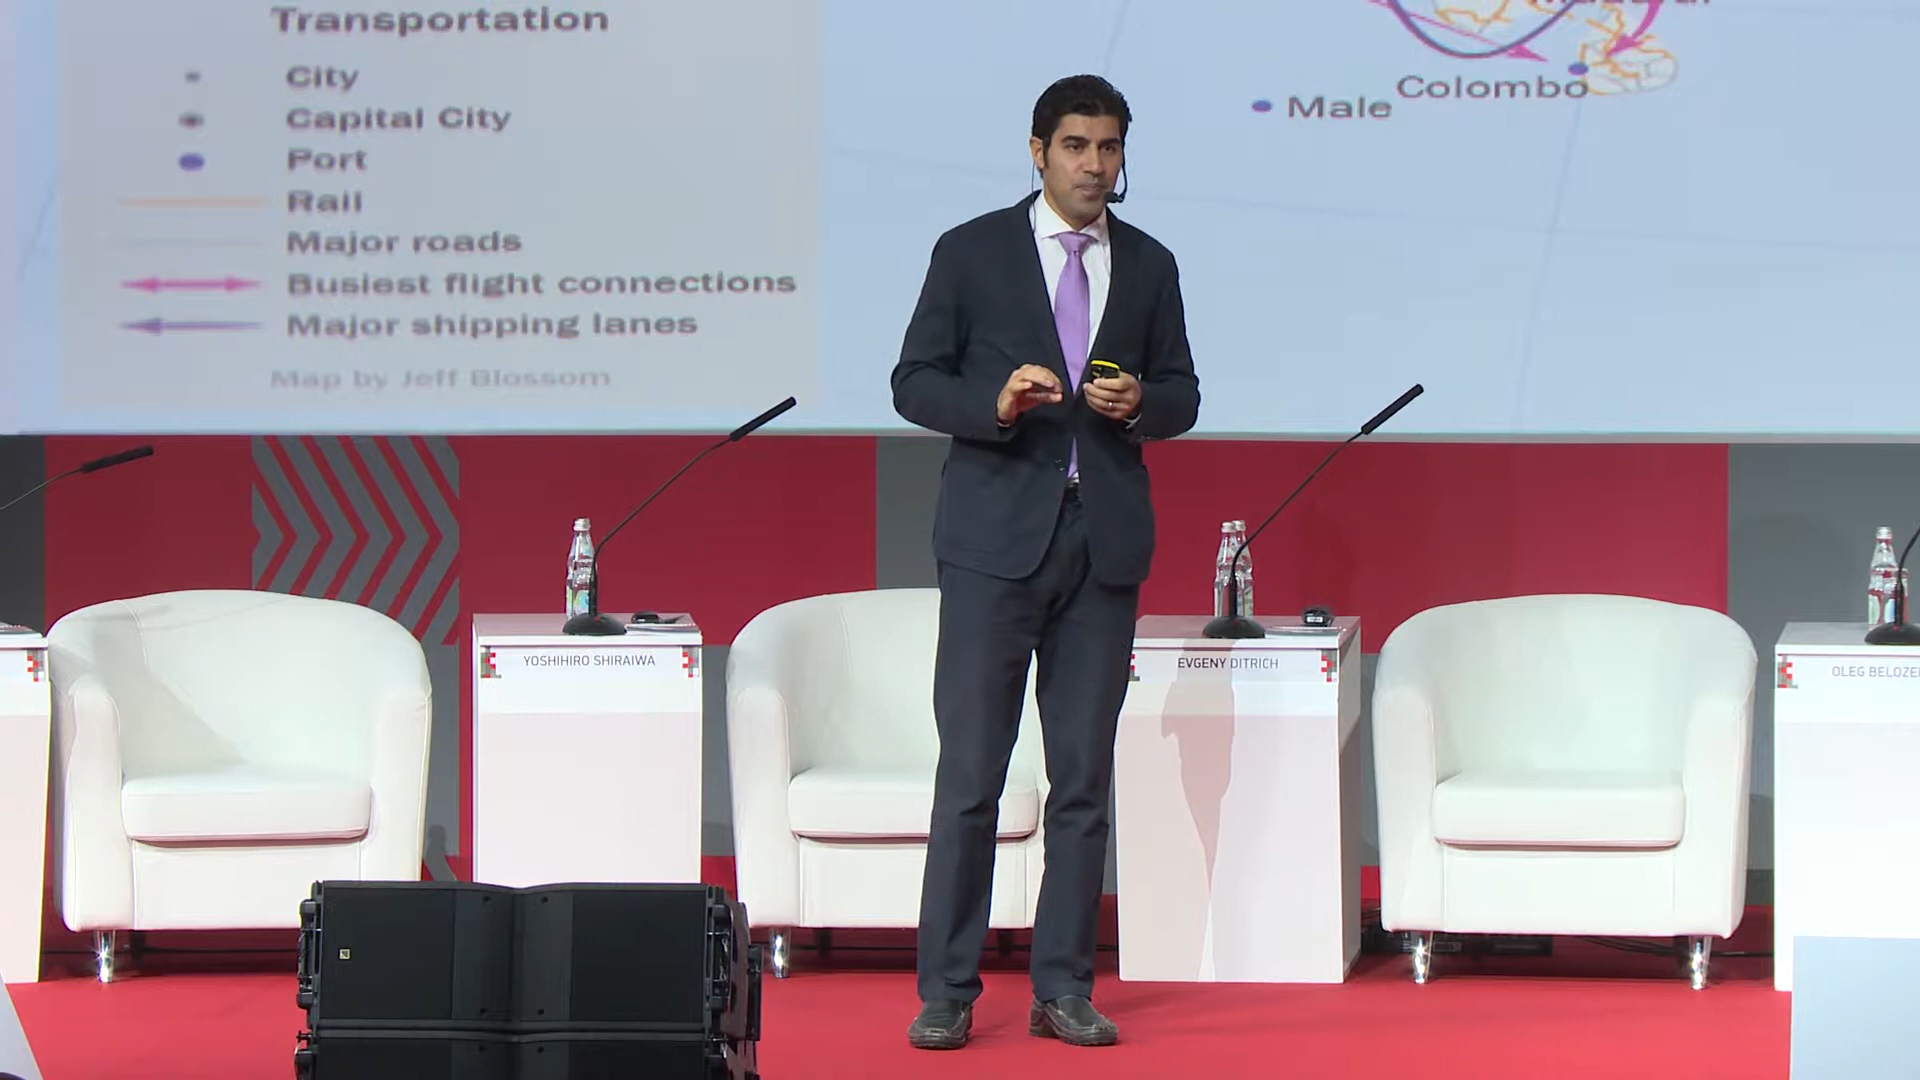 Transportation
City
Capital City
Port
Rail
Major roads
Busiest flight connections
Major shipping lanes
Map by Jeff Blossom
Colombo
Male
YOSHIHIRO SHIRAIWA
EVGENY DITRICH
OLEG